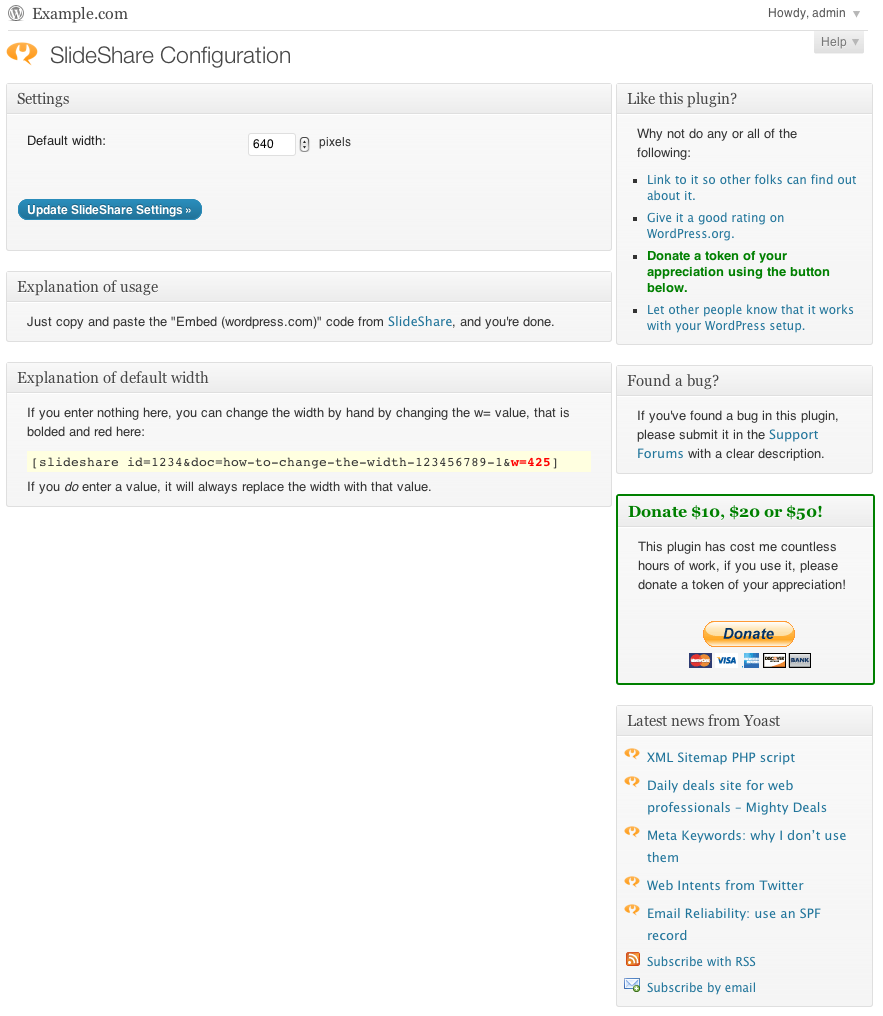 Example.com
Howdy, admin
Help
SlideShare Configuration
Settings
Default width:
640
pixels
Update SlideShare Settings »
Explanation of usage
Just copy and paste the "Embed (wordpress.com)" code from SlideShare, and you're done.
Explanation of default width
If you enter nothing here, you can change the width by hand by changing the w= value, that is
bolded and red here:
[slideshare id=1234&doc=how-to-change-the-width-123456789-1&w=425]
If you do enter a value, it will always replace the width with that value.
Like this plugin?
Why not do any or all of the
following:
Link to it so other folks can find out
about it.
Give it a good rating on
WordPress.org.
Donate a token of your
appreciation using the button
below.
Let other people know that it works
with your WordPress setup.
Found a bug?
If you've found a bug in this plugin,
please submit it in the Support
Forums with a clear description.
Donate $10, $20 or $50!
This plugin has cost me countless
hours of work, if you use it, please
donate a token of your appreciation!
Donate
VISA
BANK
Latest news from Yoast
XML Sitemap PHP script
Daily deals site for web
professionals – Mighty Deals
Meta Keywords: why I don’t use
them
Web Intents from Twitter
Email Reliability: use an SPF
record
Subscribe with RSS
Subscribe by email